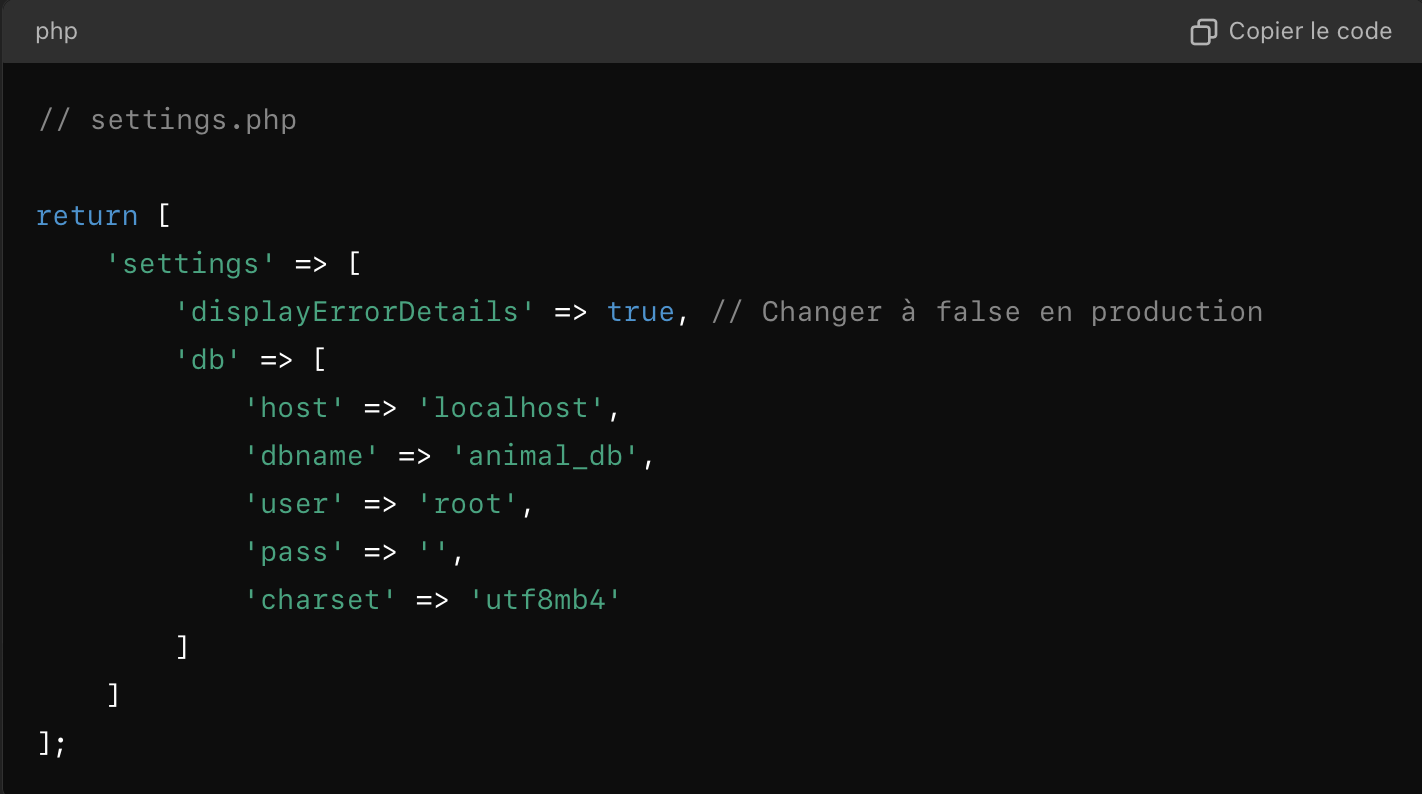 php
Copier le code
// settings.php
return [
    'settings' => [
        'displayErrorDetails' => true, // Changer à false en production
        'db' => [
            'host' => 'localhost',
            'dbname' => 'animal_db',
            'user' => 'root',
            'pass' => '',
            'charset' => 'utf8mb4'
        ]
    ]
];